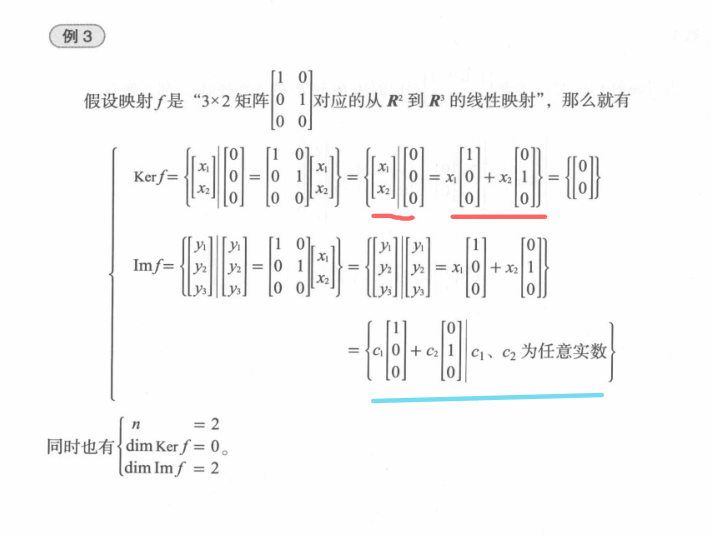 例 3
假设映射 f 是 “3×2 矩阵 [1 0; 0 1; 0 0] 对应的从 R² 到 R³ 的线性映射”，那么就有
Ker f = { [x₁; x₂] | [0; 0; 0] = [1 0; 0 1; 0 0] [x₁; x₂] } = { [x₁; x₂] | [0; 0; 0] = x₁ [1; 0; 0] + x₂ [0; 1; 0] } = { [0; 0] }
Im f = { [y₁; y₂; y₃] | [y₁; y₂; y₃] = [1 0; 0 1; 0 0] [x₁; x₂] } = { [y₁; y₂; y₃] | [y₁; y₂; y₃] = x₁ [1; 0; 0] + x₂ [0; 1; 0] }
= { c₁ [1; 0; 0] + c₂ [0; 1; 0] | c₁、c₂ 为任意实数 }
n = 2
同时也有 dim Ker f = 0 。
dim Im f = 2